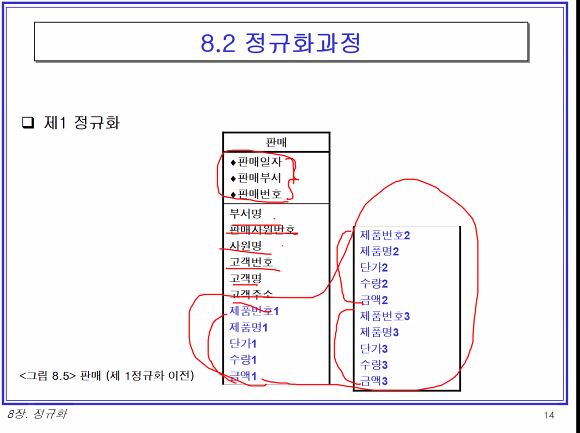 8.2 정규화과정
❑ 제1 정규화
판매
♦판매일자
♦판매부서
♦판매번호
부서명
판매사원번호
사원명
고객번호
고객명
고객주소
제품번호1
제품명1
단가1
수량1
금액1
제품번호2
제품명2
단가2
수량2
금액2
제품번호3
제품명3
단가3
수량3
금액3
<그림 8.5> 판매 (제 1정규화 이전)
8장. 정규화
14